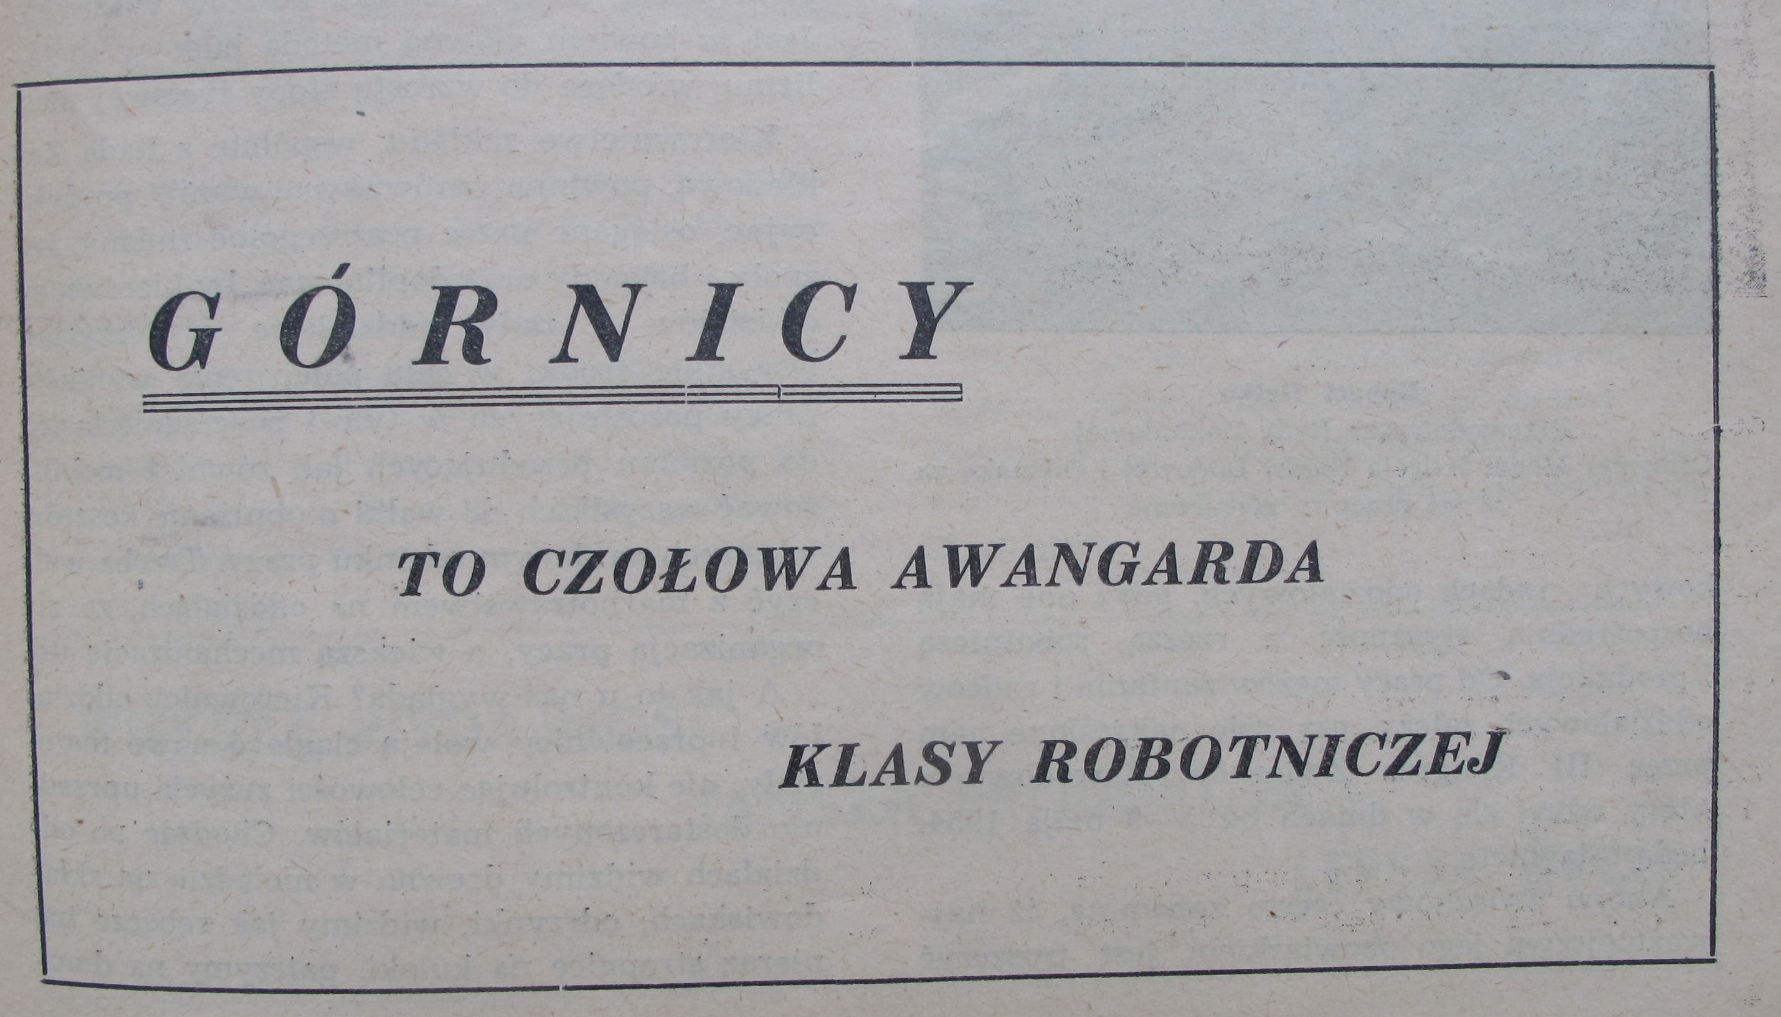 GÓRNICY
TO CZOŁOWA AWANGARDA
KLASY ROBOTNICZEJ